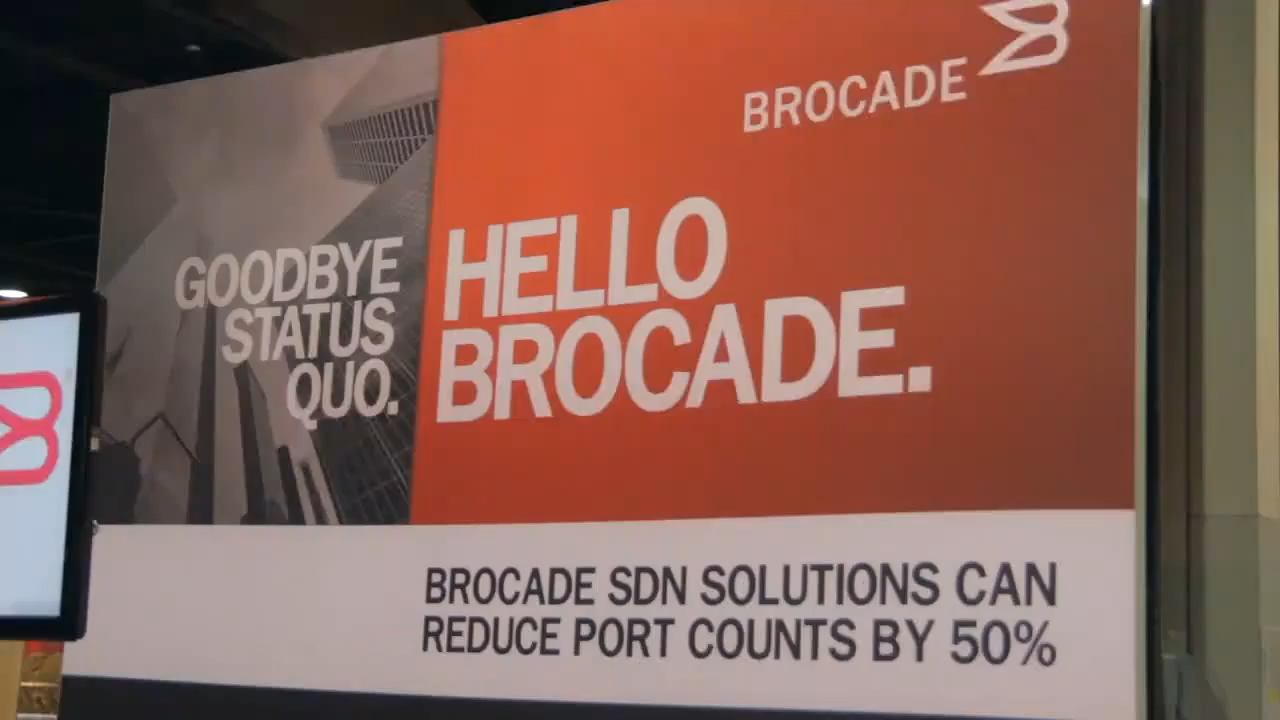 BROCADE
GOODBYE
STATUS
QUO.
HELLO
BROCADE.
BROCADE SDN SOLUTIONS CAN
REDUCE PORT COUNTS BY 50%